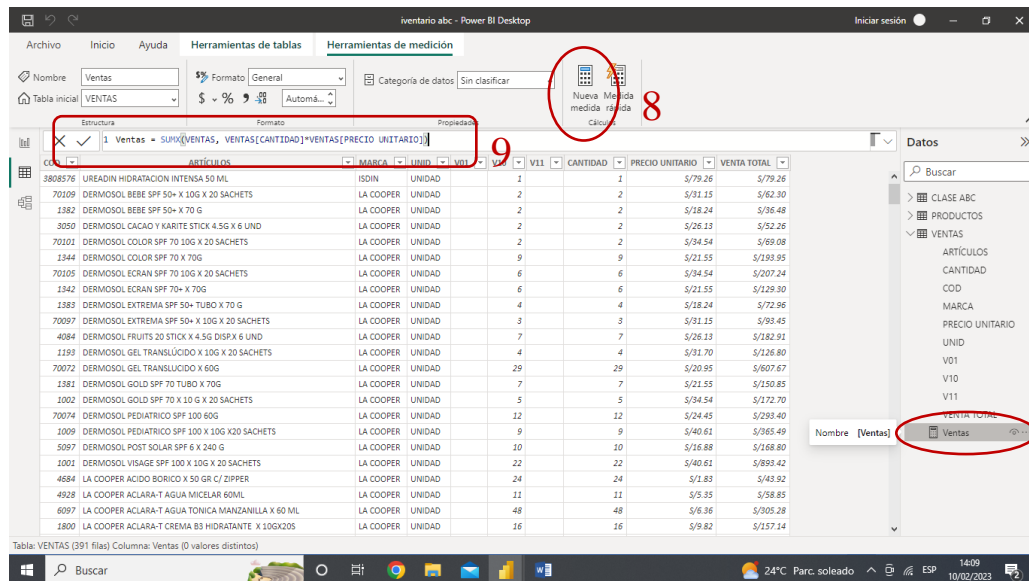 iventario abc - Power BI Desktop
Iniciar sesión
Archivo Inicio Ayuda Herramientas de tablas Herramientas de medición
Nombre Ventas
$% Formato General
Categoría de datos Sin clasificar
Tabla inicial VENTAS
$ % 9 Automá...
Nueva medida
Medida rápida
8
Estructura Formato Propiedades Cálculos
1 Ventas = SUMX(VENTAS, VENTAS[CANTIDAD]*VENTAS[PRECIO UNITARIO])
9
COD ARTÍCULOS MARCA UNID V01 V10 V11 CANTIDAD PRECIO UNITARIO VENTA TOTAL
3808576 UREADIN HIDRATACION INTENSA 50 ML ISDIN UNIDAD 1 1 S/79.26 S/79.26
70109 DERMOSOL BEBE SPF 50+ X 10G X 20 SACHETS LA COOPER UNIDAD 2 2 S/31.15 S/62.30
1382 DERMOSOL BEBE SPF 50+ X 70 G LA COOPER UNIDAD 2 2 S/18.24 S/36.48
3050 DERMOSOL CACAO Y KARITE STICK 4.5G X 6 UND LA COOPER UNIDAD 2 2 S/26.13 S/52.26
70101 DERMOSOL COLOR SPF 70 10G X 20 SACHETS LA COOPER UNIDAD 2 2 S/34.54 S/69.08
1344 DERMOSOL COLOR SPF 70 X 70G LA COOPER UNIDAD 9 9 S/21.55 S/193.95
70105 DERMOSOL ECRAN SPF 70 10G X 20 SACHETS LA COOPER UNIDAD 6 6 S/34.54 S/207.24
1342 DERMOSOL ECRAN SPF 70+ X 70G LA COOPER UNIDAD 6 6 S/21.55 S/129.30
1383 DERMOSOL EXTREMA SPF 50+ TUBO X 70 G LA COOPER UNIDAD 4 4 S/18.24 S/72.96
70097 DERMOSOL EXTREMA SPF 50+ X 10G X 20 SACHETS LA COOPER UNIDAD 3 3 S/31.15 S/93.45
4084 DERMOSOL FRUITS 20 STICK X 4.5G DISP.X 6 UND LA COOPER UNIDAD 7 7 S/26.13 S/182.91
1193 DERMOSOL GEL TRANSLÚCIDO X 10G X 20 SACHETS LA COOPER UNIDAD 4 4 S/31.70 S/126.80
70072 DERMOSOL GEL TRANSLUCIDO X 60G LA COOPER UNIDAD 29 29 S/20.95 S/607.67
1381 DERMOSOL GOLD SPF 70 TUBO X 70G LA COOPER UNIDAD 7 7 S/21.55 S/150.85
1002 DERMOSOL GOLD SPF 70 X 10 G X 20 SACHETS LA COOPER UNIDAD 5 5 S/34.54 S/172.70
70074 DERMOSOL PEDIATRICO SPF 100 60G LA COOPER UNIDAD 12 12 S/24.45 S/293.40
1009 DERMOSOL PEDIATRICO SPF 100 X 10G X20 SACHETS LA COOPER UNIDAD 9 9 S/40.61 S/365.49
5097 DERMOSOL POST SOLAR SPF 6 X 240 G LA COOPER UNIDAD 10 10 S/16.88 S/168.80
1001 DERMOSOL VISAGE SPF 100 X 10G X 20 SACHETS LA COOPER UNIDAD 22 22 S/40.61 S/893.42
4684 LA COOPER ACIDO BORICO X 50 GR C/ ZIPPER LA COOPER UNIDAD 24 24 S/1.83 S/43.92
4928 LA COOPER ACLARA-T AGUA MICELAR 60ML LA COOPER UNIDAD 11 11 S/5.35 S/58.85
6097 LA COOPER ACLARA-T AGUA TONICA MANZANILLA X 60 ML LA COOPER UNIDAD 48 48 S/6.36 S/305.28
1800 LA COOPER ACLARA-T CREMA B3 HIDRATANTE X 10GX20S LA COOPER UNIDAD 16 16 S/9.82 S/157.14
Datos
Buscar
CLASE ABC
PRODUCTOS
VENTAS
ARTÍCULOS
CANTIDAD
COD
MARCA
PRECIO UNITARIO
UNID
V01
V10
V11
VENTA TOTAL
Nombre [Ventas]
Ventas
Tabla: VENTAS (391 filas) Columna: Ventas (0 valores distintos)
Buscar
24°C Parc. soleado ESP 14:09
10/02/2023